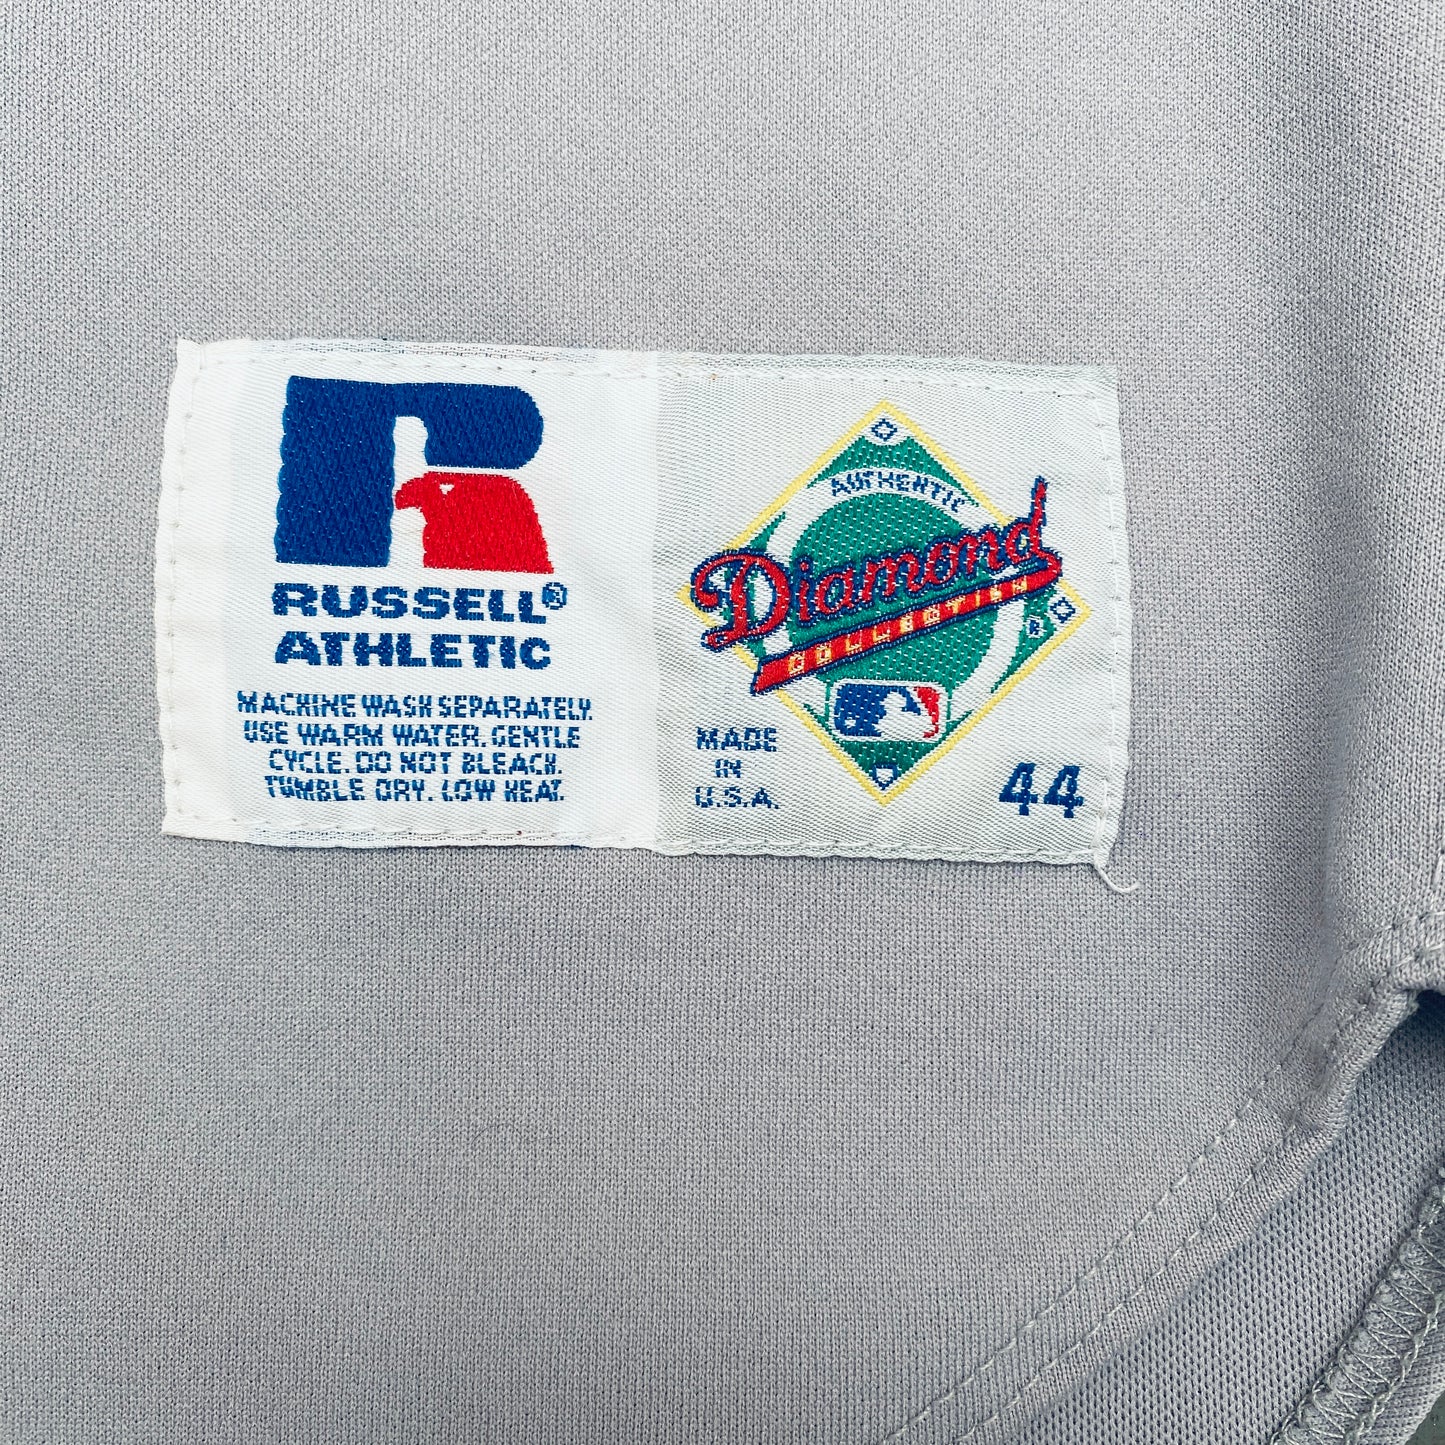 RUSSELL®
ATHLETIC
MACHINE WASH SEPARATELY.
USE WARM WATER. GENTLE
CYCLE. DO NOT BLEACH.
TUMBLE DRY. LOW HEAT.
AUTHENTIC
Diamond
COLLECTION
MADE
IN
U.S.A.
44